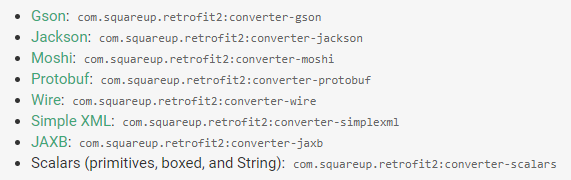 Gson: com.squareup.retrofit2:converter-gson
Jackson: com.squareup.retrofit2:converter-jackson
Moshi: com.squareup.retrofit2:converter-moshi
Protobuf: com.squareup.retrofit2:converter-protobuf
Wire: com.squareup.retrofit2:converter-wire
Simple XML: com.squareup.retrofit2:converter-simplexml
JAXB: com.squareup.retrofit2:converter-jaxb
Scalars (primitives, boxed, and String): com.squareup.retrofit2:converter-scalars